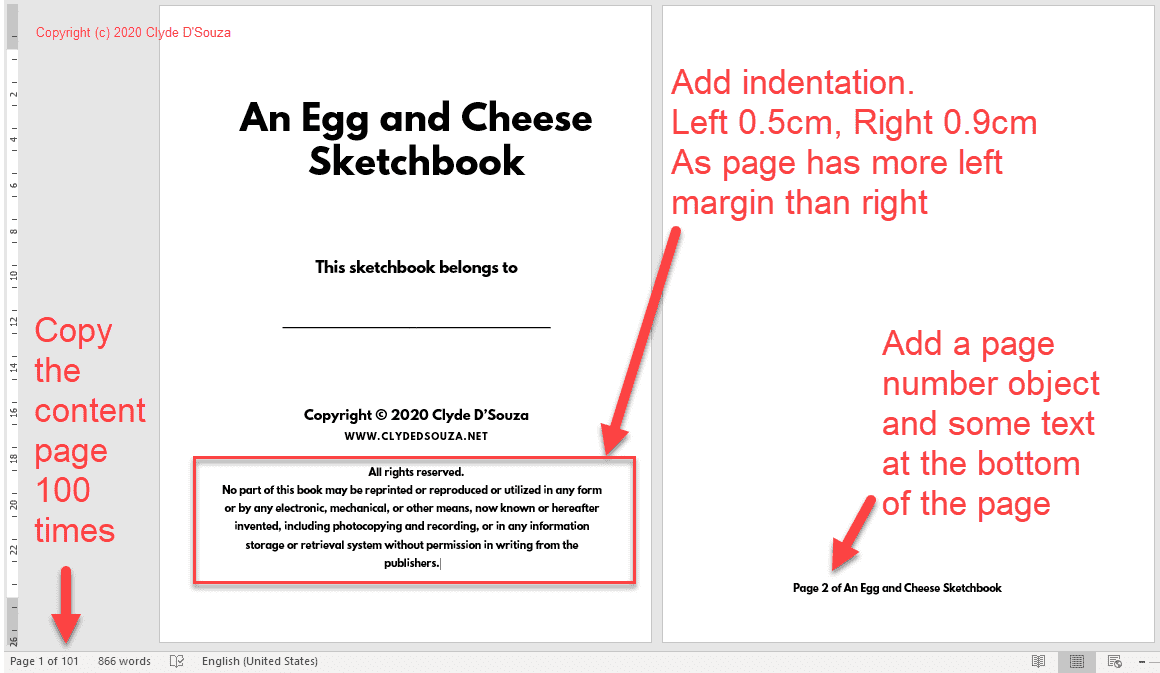 Copyright (c) 2020 Clyde D'Souza
An Egg and Cheese
Sketchbook
This sketchbook belongs to
Copyright © 2020 Clyde D'Souza
WWW.CLYDEDSOUZA.NET
All rights reserved.
No part of this book may be reprinted or reproduced or utilized in any form
or by any electronic, mechanical, or other means, now known or hereafter
invented, including photocopying and recording, or in any information
storage or retrieval system without permission in writing from the
publishers.
Copy
the
content
page
100
times
Add indentation.
Left 0.5cm, Right 0.9cm
As page has more left
margin than right
Add a page
number object
and some text
at the bottom
of the page
Page 2 of An Egg and Cheese Sketchbook
2
4
6
8
10
12
14
16
18
20
22
26
Page 1 of 101 866 words English (United States)